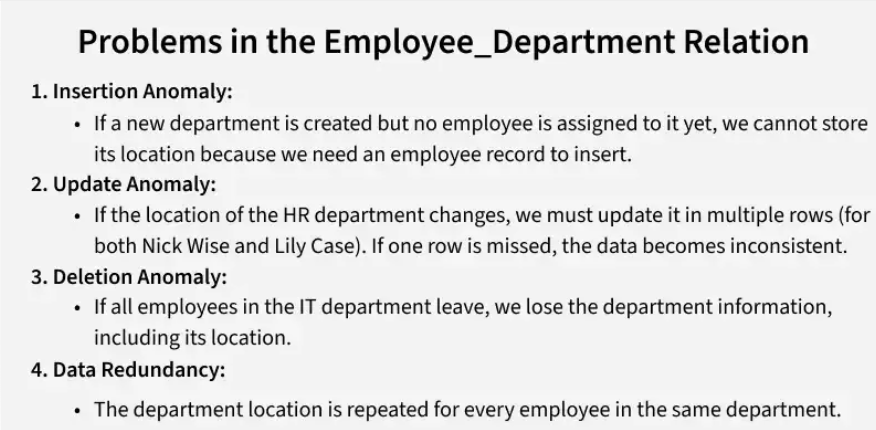 Problems in the Employee_Department Relation
1. Insertion Anomaly:
• If a new department is created but no employee is assigned to it yet, we cannot store
its location because we need an employee record to insert.
2. Update Anomaly:
• If the location of the HR department changes, we must update it in multiple rows (for
both Nick Wise and Lily Case). If one row is missed, the data becomes inconsistent.
3. Deletion Anomaly:
• If all employees in the IT department leave, we lose the department information,
including its location.
4. Data Redundancy:
• The department location is repeated for every employee in the same department.